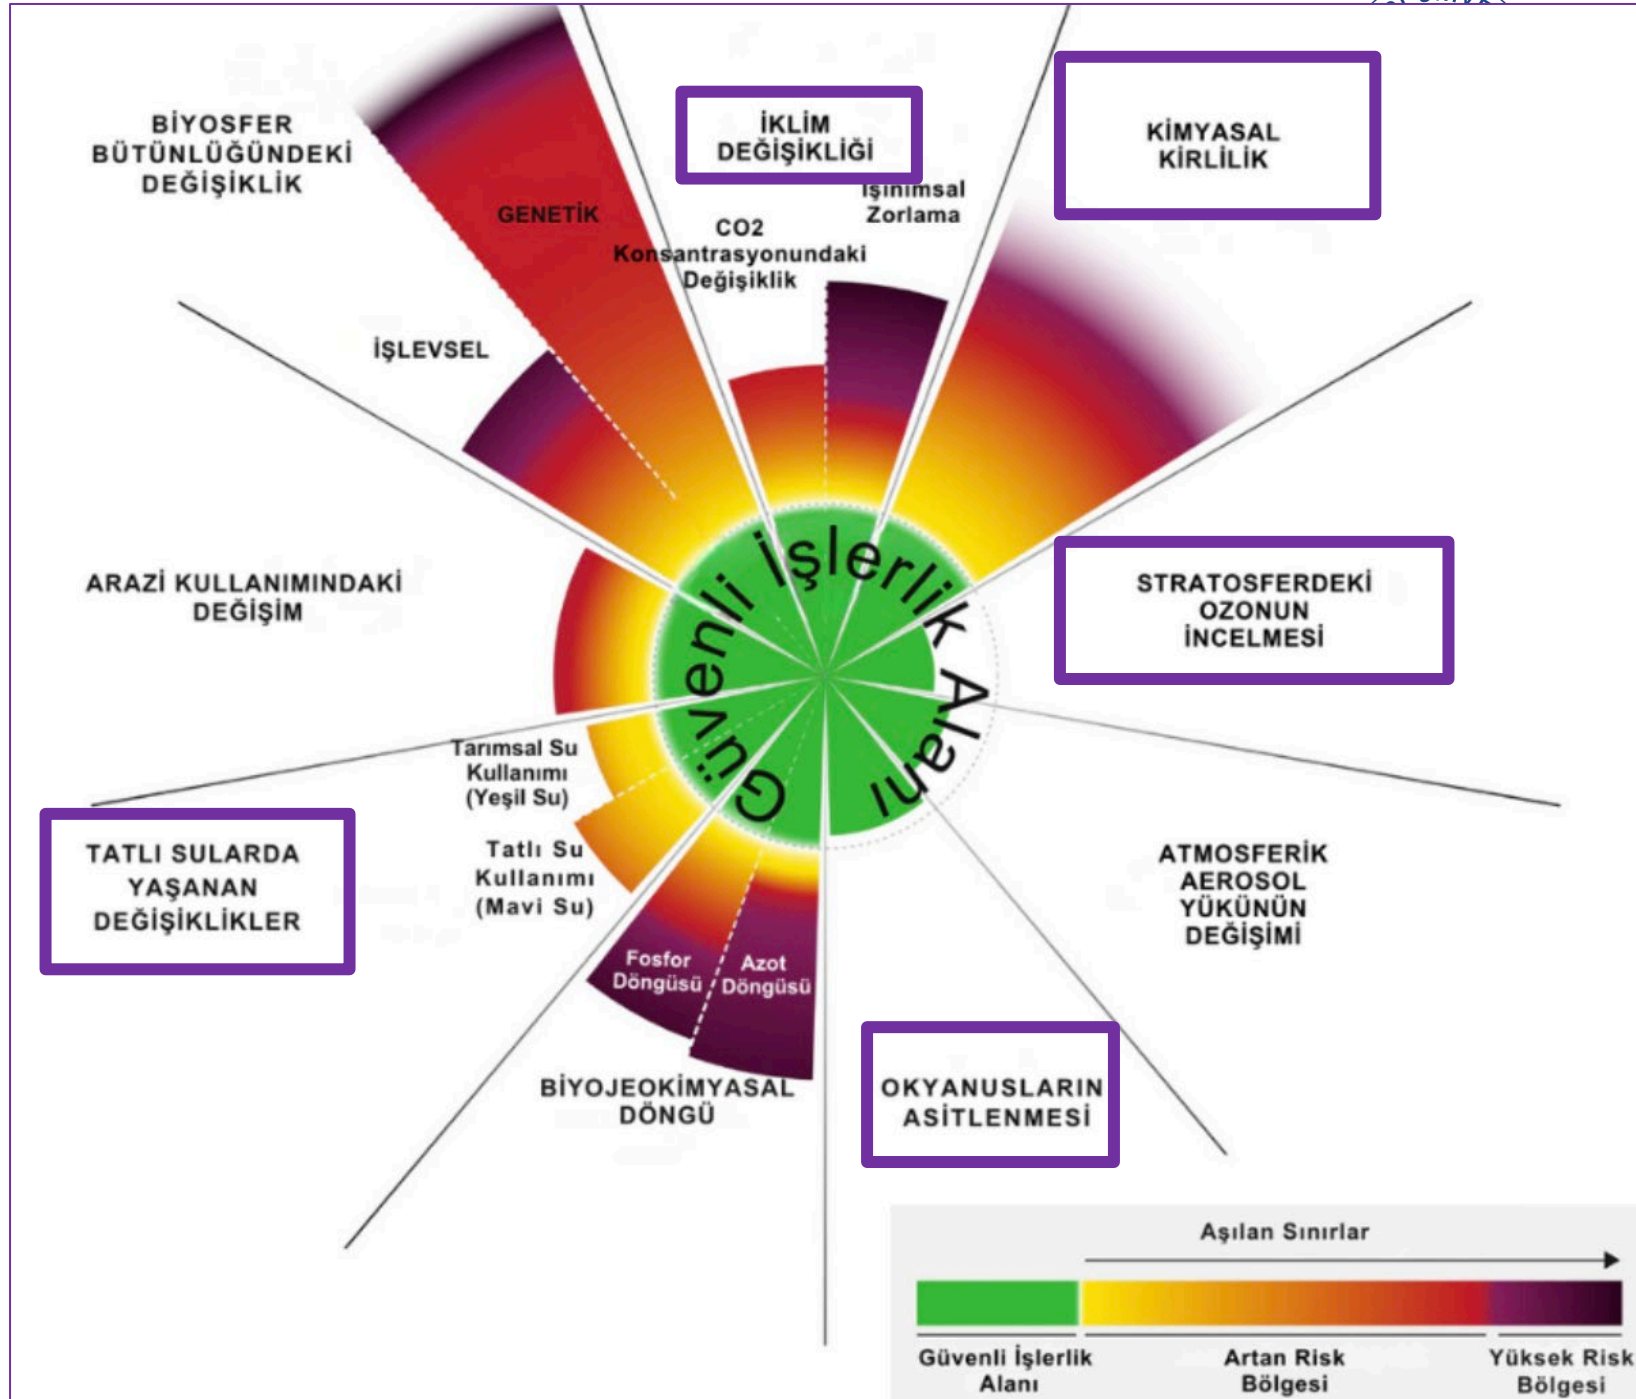 BİYOSFER
BÜTÜNLÜĞÜNDEKİ
DEĞİŞİKLİK
GENETİK
İŞLEVSEL
İKLİM
DEĞİŞİKLİĞİ
CO2
Konsantrasyonundaki
Değişiklik
Işınımsal
Zorlama
KİMYASAL
KİRLİLİK
STRATOSFERDEKİ
OZONUN
İNCELMESİ
ATMOSFERİK
AEROSOL
YÜKÜNÜN
DEĞİŞİMİ
OKYANUSLARIN
ASİTLENMESİ
BİYOJEOKİMYASAL
DÖNGÜ
Fosfor
Döngüsü
Azot
Döngüsü
TATLI SULARDA
YAŞANAN
DEĞİŞİKLİKLER
Tarımsal Su
Kullanımı
(Yeşil Su)
Tatlı Su
Kullanımı
(Mavi Su)
ARAZİ KULLANIMINDAKİ
DEĞİŞİM
Güvenli İşlerlik Alanı
Aşılan Sınırlar
Güvenli İşlerlik
Alanı
Artan Risk
Bölgesi
Yüksek Risk
Bölgesi